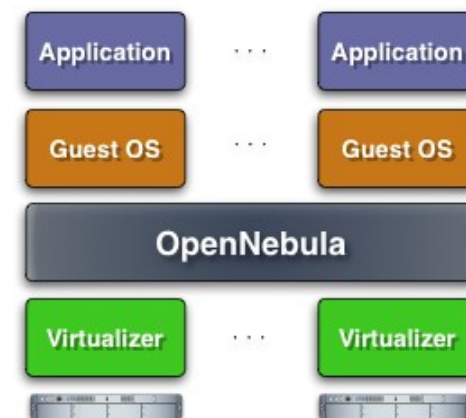 Application ... Application
Guest OS ... Guest OS
OpenNebula
Virtualizer ... Virtualizer